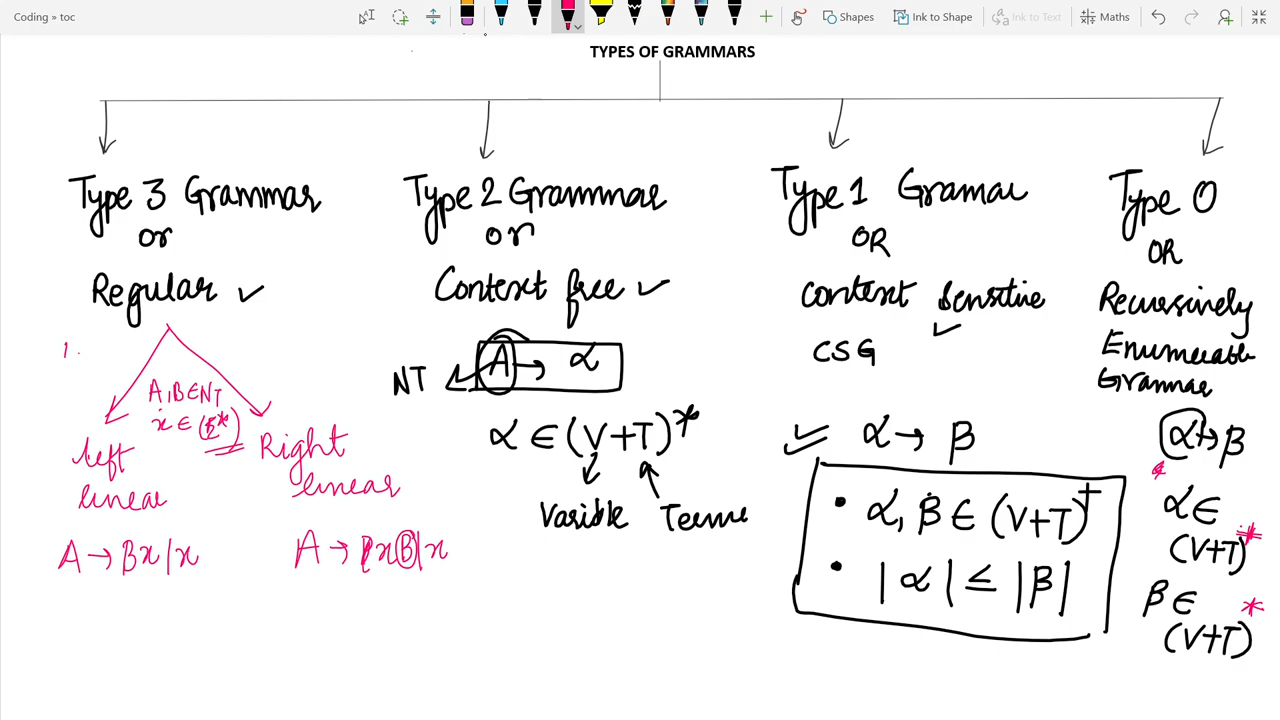 Coding » toc
Shapes
Ink to Shape
Ink to Text
Maths
TYPES OF GRAMMARS
Type 3 Grammar
or
Regular ✓
1.
A,B ∈ NT
left
linear
A → Bx | x
Right
linear
Type 2 Grammar
or
Context free ✓
NT
A → α
α ∈ (V+T)*
Variable
Type 1 Gramar
OR
Context Sensitive
✓
CSG
α → β
• α, β ∈ (V+T)+
• |α| ≤ |β|
Type 0
OR
Recursively
Enumerable
Grammar
α → β
α ∈
(V+T)*
β ∈
(V+T)*